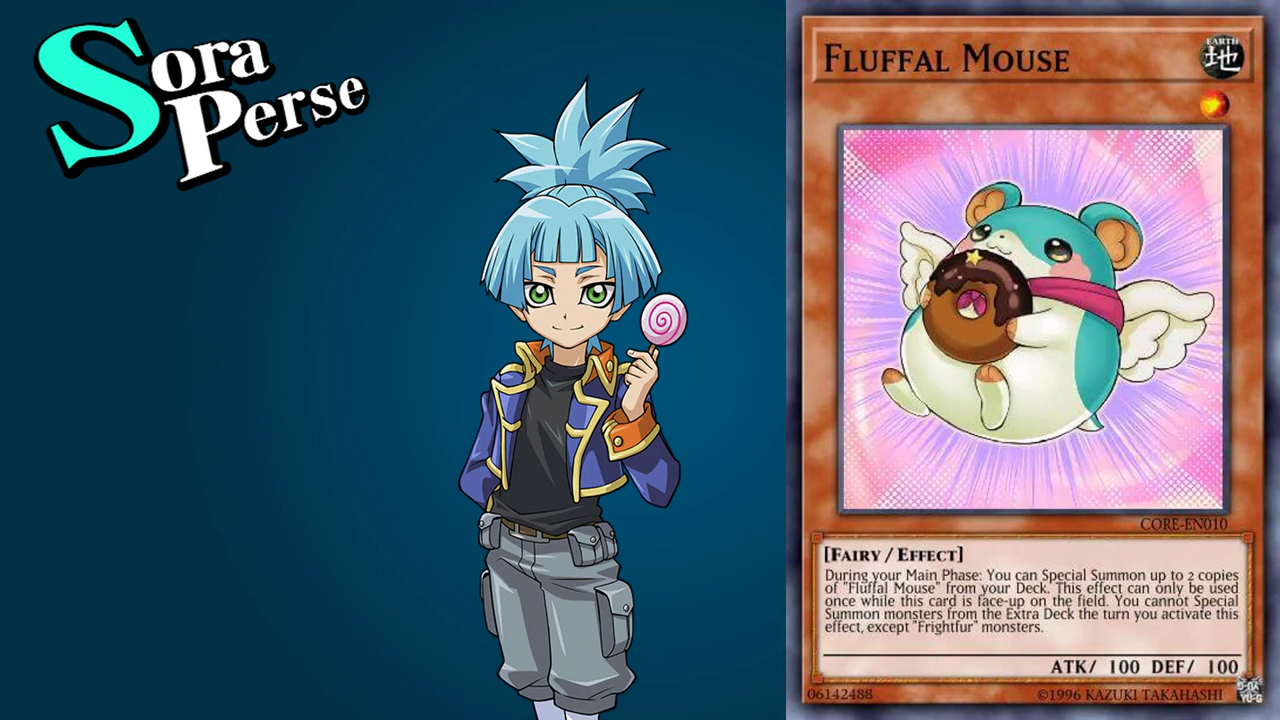 Sora
Perse
FLUFFAL MOUSE
EARTH
地
CORE-EN010
[FAIRY / EFFECT]
During your Main Phase: You can Special Summon up to 2 copies
of "Fluffal Mouse" from your Deck. This effect can only be used
once while this card is face-up on the field. You cannot Special
Summon monsters from the Extra Deck the turn you activate this
effect, except "Frightfur" monsters.
ATK/ 100 DEF/ 100
06142488
©1996 KAZUKI TAKAHASHI